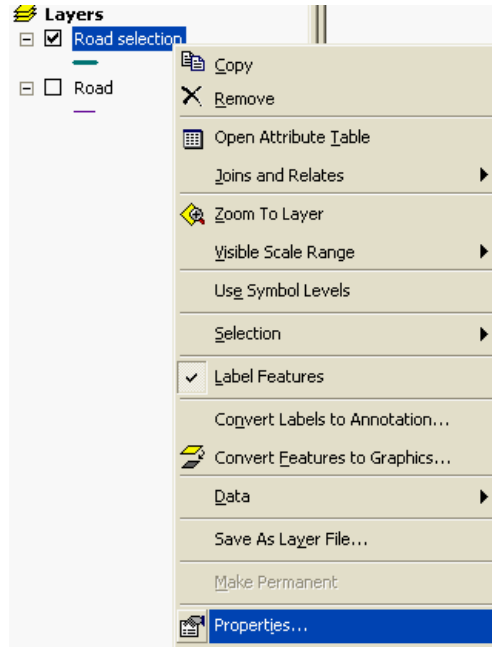 Layers
Road selection
Copy
Road
Remove
Open Attribute Table
Joins and Relates
Zoom To Layer
Visible Scale Range
Use Symbol Levels
Selection
Label Features
Convert Labels to Annotation...
Convert Features to Graphics...
Data
Save As Layer File...
Make Permanent
Properties...